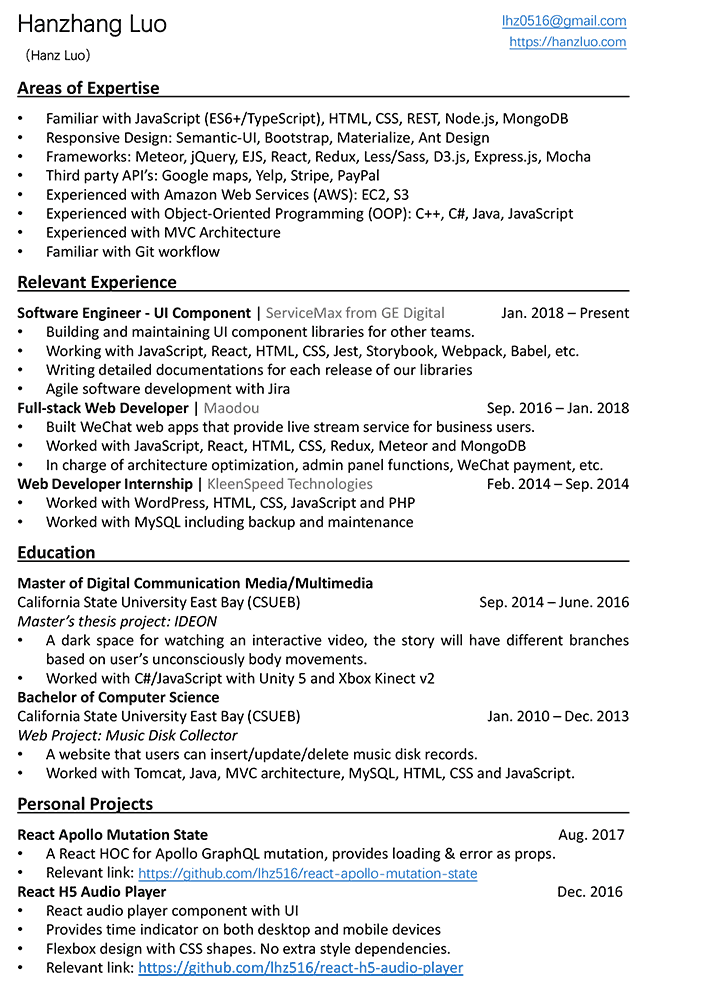 Hanzhang Luo
lhz0516@gmail.com
(Hanz Luo)
https://hanzluo.com
Areas of Expertise
• Familiar with JavaScript (ES6+/TypeScript), HTML, CSS, REST, Node.js, MongoDB
• Responsive Design: Semantic-UI, Bootstrap, Materialize, Ant Design
• Frameworks: Meteor, jQuery, EJS, React, Redux, Less/Sass, D3.js, Express.js, Mocha
• Third party API's: Google maps, Yelp, Stripe, PayPal
• Experienced with Amazon Web Services (AWS): EC2, S3
• Experienced with Object-Oriented Programming (OOP): C++, C#, Java, JavaScript
• Experienced with MVC Architecture
• Familiar with Git workflow
Relevant Experience
Software Engineer - UI Component | ServiceMax from GE Digital Jan. 2018 – Present
• Building and maintaining UI component libraries for other teams.
• Working with JavaScript, React, HTML, CSS, Jest, Storybook, Webpack, Babel, etc.
• Writing detailed documentations for each release of our libraries
• Agile software development with Jira
Full-stack Web Developer | Maodou Sep. 2016 – Jan. 2018
• Built WeChat web apps that provide live stream service for business users.
• Worked with JavaScript, React, HTML, CSS, Redux, Meteor and MongoDB
• In charge of architecture optimization, admin panel functions, WeChat payment, etc.
Web Developer Internship | KleenSpeed Technologies Feb. 2014 – Sep. 2014
• Worked with WordPress, HTML, CSS, JavaScript and PHP
• Worked with MySQL including backup and maintenance
Education
Master of Digital Communication Media/Multimedia
California State University East Bay (CSUEB) Sep. 2014 – June. 2016
Master's thesis project: IDEON
• A dark space for watching an interactive video, the story will have different branches
based on user's unconsciously body movements.
• Worked with C#/JavaScript with Unity 5 and Xbox Kinect v2
Bachelor of Computer Science
California State University East Bay (CSUEB) Jan. 2010 – Dec. 2013
Web Project: Music Disk Collector
• A website that users can insert/update/delete music disk records.
• Worked with Tomcat, Java, MVC architecture, MySQL, HTML, CSS and JavaScript.
Personal Projects
React Apollo Mutation State Aug. 2017
• A React HOC for Apollo GraphQL mutation, provides loading & error as props.
• Relevant link: https://github.com/lhz516/react-apollo-mutation-state
React H5 Audio Player Dec. 2016
• React audio player component with UI
• Provides time indicator on both desktop and mobile devices
• Flexbox design with CSS shapes. No extra style dependencies.
• Relevant link: https://github.com/lhz516/react-h5-audio-player